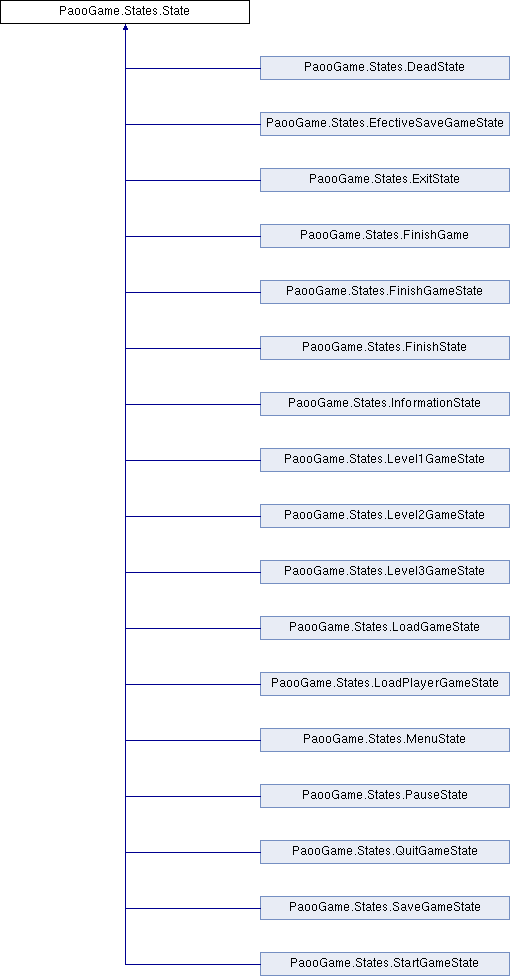 PaooGame.States.State
PaooGame.States.DeadState
PaooGame.States.EfectiveSaveGameState
PaooGame.States.ExitState
PaooGame.States.FinishGame
PaooGame.States.FinishGameState
PaooGame.States.FinishState
PaooGame.States.InformationState
PaooGame.States.Level1GameState
PaooGame.States.Level2GameState
PaooGame.States.Level3GameState
PaooGame.States.LoadGameState
PaooGame.States.LoadPlayerGameState
PaooGame.States.MenuState
PaooGame.States.PauseState
PaooGame.States.QuitGameState
PaooGame.States.SaveGameState
PaooGame.States.StartGameState